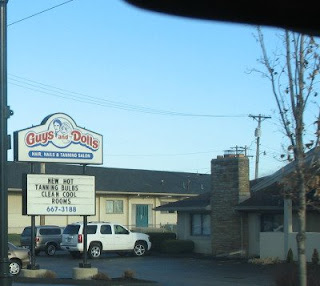 Guys and Dolls
HAIR, NAILS & TANNING SALON
NEW HOT
TANNING BULBS
CLEAN COOL
ROOMS
667-3188